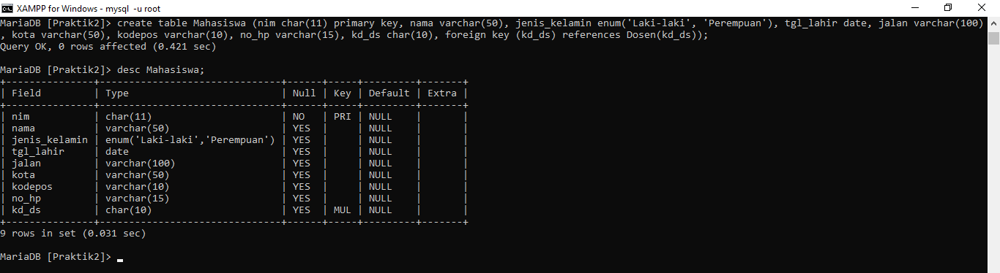 XAMPP for Windows - mysql  -u root
MariaDB [Praktik2]> create table Mahasiswa (nim char(11) primary key, nama varchar(50), jenis_kelamin enum('Laki-laki', 'Perempuan'), tgl_lahir date, jalan varchar(100)
, kota varchar(50), kodepos varchar(10), no_hp varchar(15), kd_ds char(10), foreign key (kd_ds) references Dosen(kd_ds));
Query OK, 0 rows affected (0.421 sec)
MariaDB [Praktik2]> desc Mahasiswa;
+---------------+-------------------------------+------+-----+---------+-------+
| Field         | Type                          | Null | Key | Default | Extra |
+---------------+-------------------------------+------+-----+---------+-------+
| nim           | char(11)                      | NO   | PRI | NULL    |       |
| nama          | varchar(50)                   | YES  |     | NULL    |       |
| jenis_kelamin | enum('Laki-laki','Perempuan') | YES  |     | NULL    |       |
| tgl_lahir     | date                          | YES  |     | NULL    |       |
| jalan         | varchar(100)                  | YES  |     | NULL    |       |
| kota          | varchar(50)                   | YES  |     | NULL    |       |
| kodepos       | varchar(10)                   | YES  |     | NULL    |       |
| no_hp         | varchar(15)                   | YES  |     | NULL    |       |
| kd_ds         | char(10)                      | YES  | MUL | NULL    |       |
+---------------+-------------------------------+------+-----+---------+-------+
9 rows in set (0.031 sec)
MariaDB [Praktik2]> _